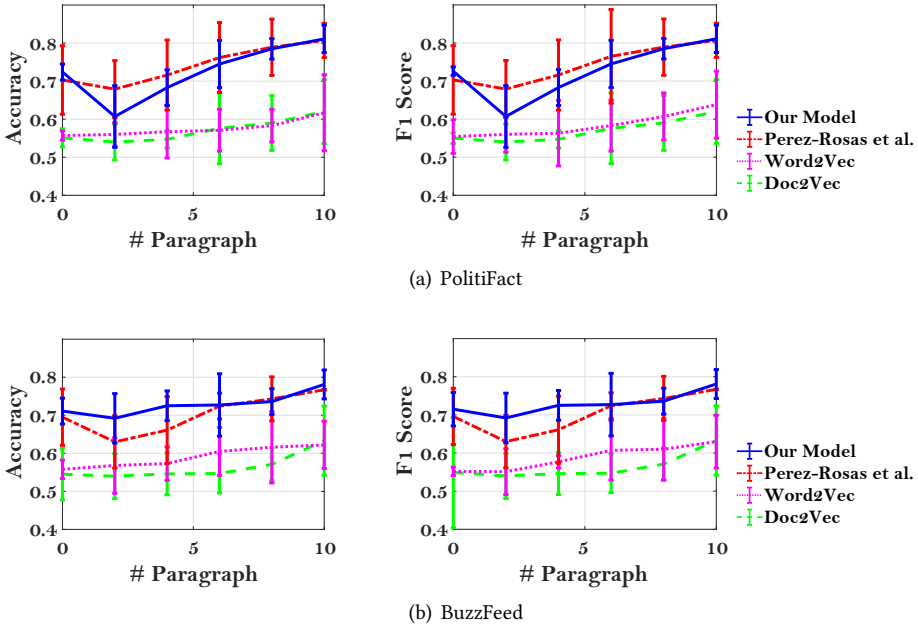 Accuracy
0.8
0.7
0.6
0.5
0.4
0 5 10
# Paragraph
F1 Score
0.8
0.7
0.6
0.5
0.4
0 5 10
# Paragraph
Our Model
Perez-Rosas et al.
Word2Vec
Doc2Vec
(a) PolitiFact
Accuracy
0.8
0.7
0.6
0.5
0.4
0 5 10
# Paragraph
F1 Score
0.8
0.7
0.6
0.5
0.4
0 5 10
# Paragraph
Our Model
Perez-Rosas et al.
Word2Vec
Doc2Vec
(b) BuzzFeed